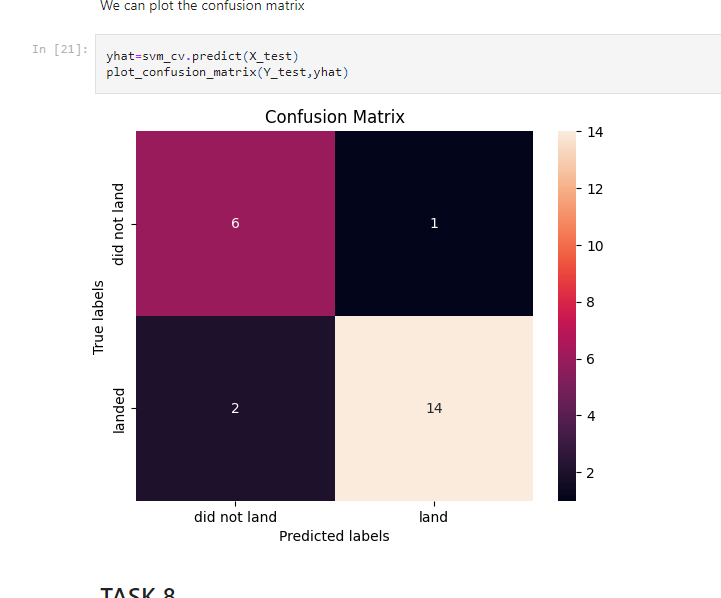 We can plot the confusion matrix
In [21]:
yhat=svm_cv.predict(X_test)
plot_confusion_matrix(Y_test,yhat)
Confusion Matrix
14
12
10
8
6
4
2
did not land
6
1
True labels
landed
2
14
did not land
land
Predicted labels
TASK 8